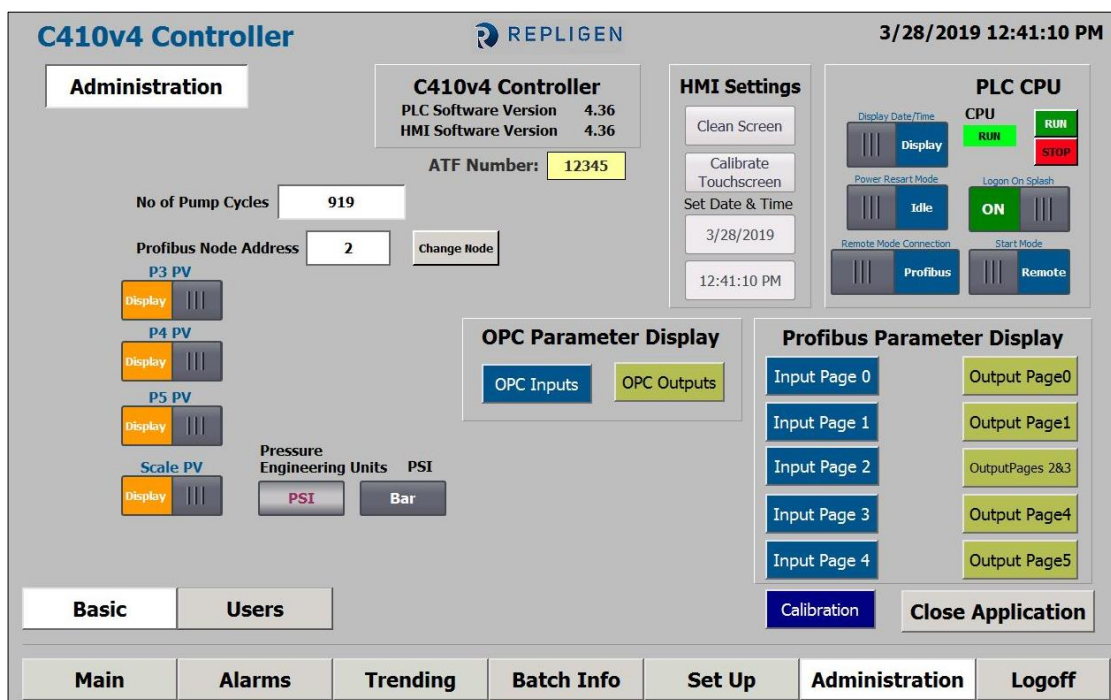 C410v4 Controller
REPLIGEN
3/28/2019 12:41:10 PM
Administration
C410v4 Controller
PLC Software Version 4.36
HMI Software Version 4.36
ATF Number: 12345
No of Pump Cycles 919
Profibus Node Address 2 Change Node
P3 PV
Display
P4 PV
Display
P5 PV
Display
Scale PV
Display
Pressure
Engineering Units PSI
PSI Bar
HMI Settings
Clean Screen
Calibrate
Touchscreen
Set Date & Time
3/28/2019
12:41:10 PM
PLC CPU
Display Date/Time
Display
CPU
RUN
RUN
STOP
Power Resart Mode
Idle
Logon On Splash
ON
Remote Mode Connection
Profibus
Start Mode
Remote
OPC Parameter Display
OPC Inputs OPC Outputs
Profibus Parameter Display
Input Page 0 Output Page0
Input Page 1 Output Page1
Input Page 2 OutputPages 2&3
Input Page 3 Output Page4
Input Page 4 Output Page5
Basic Users
Calibration Close Application
Main Alarms Trending Batch Info Set Up Administration Logoff